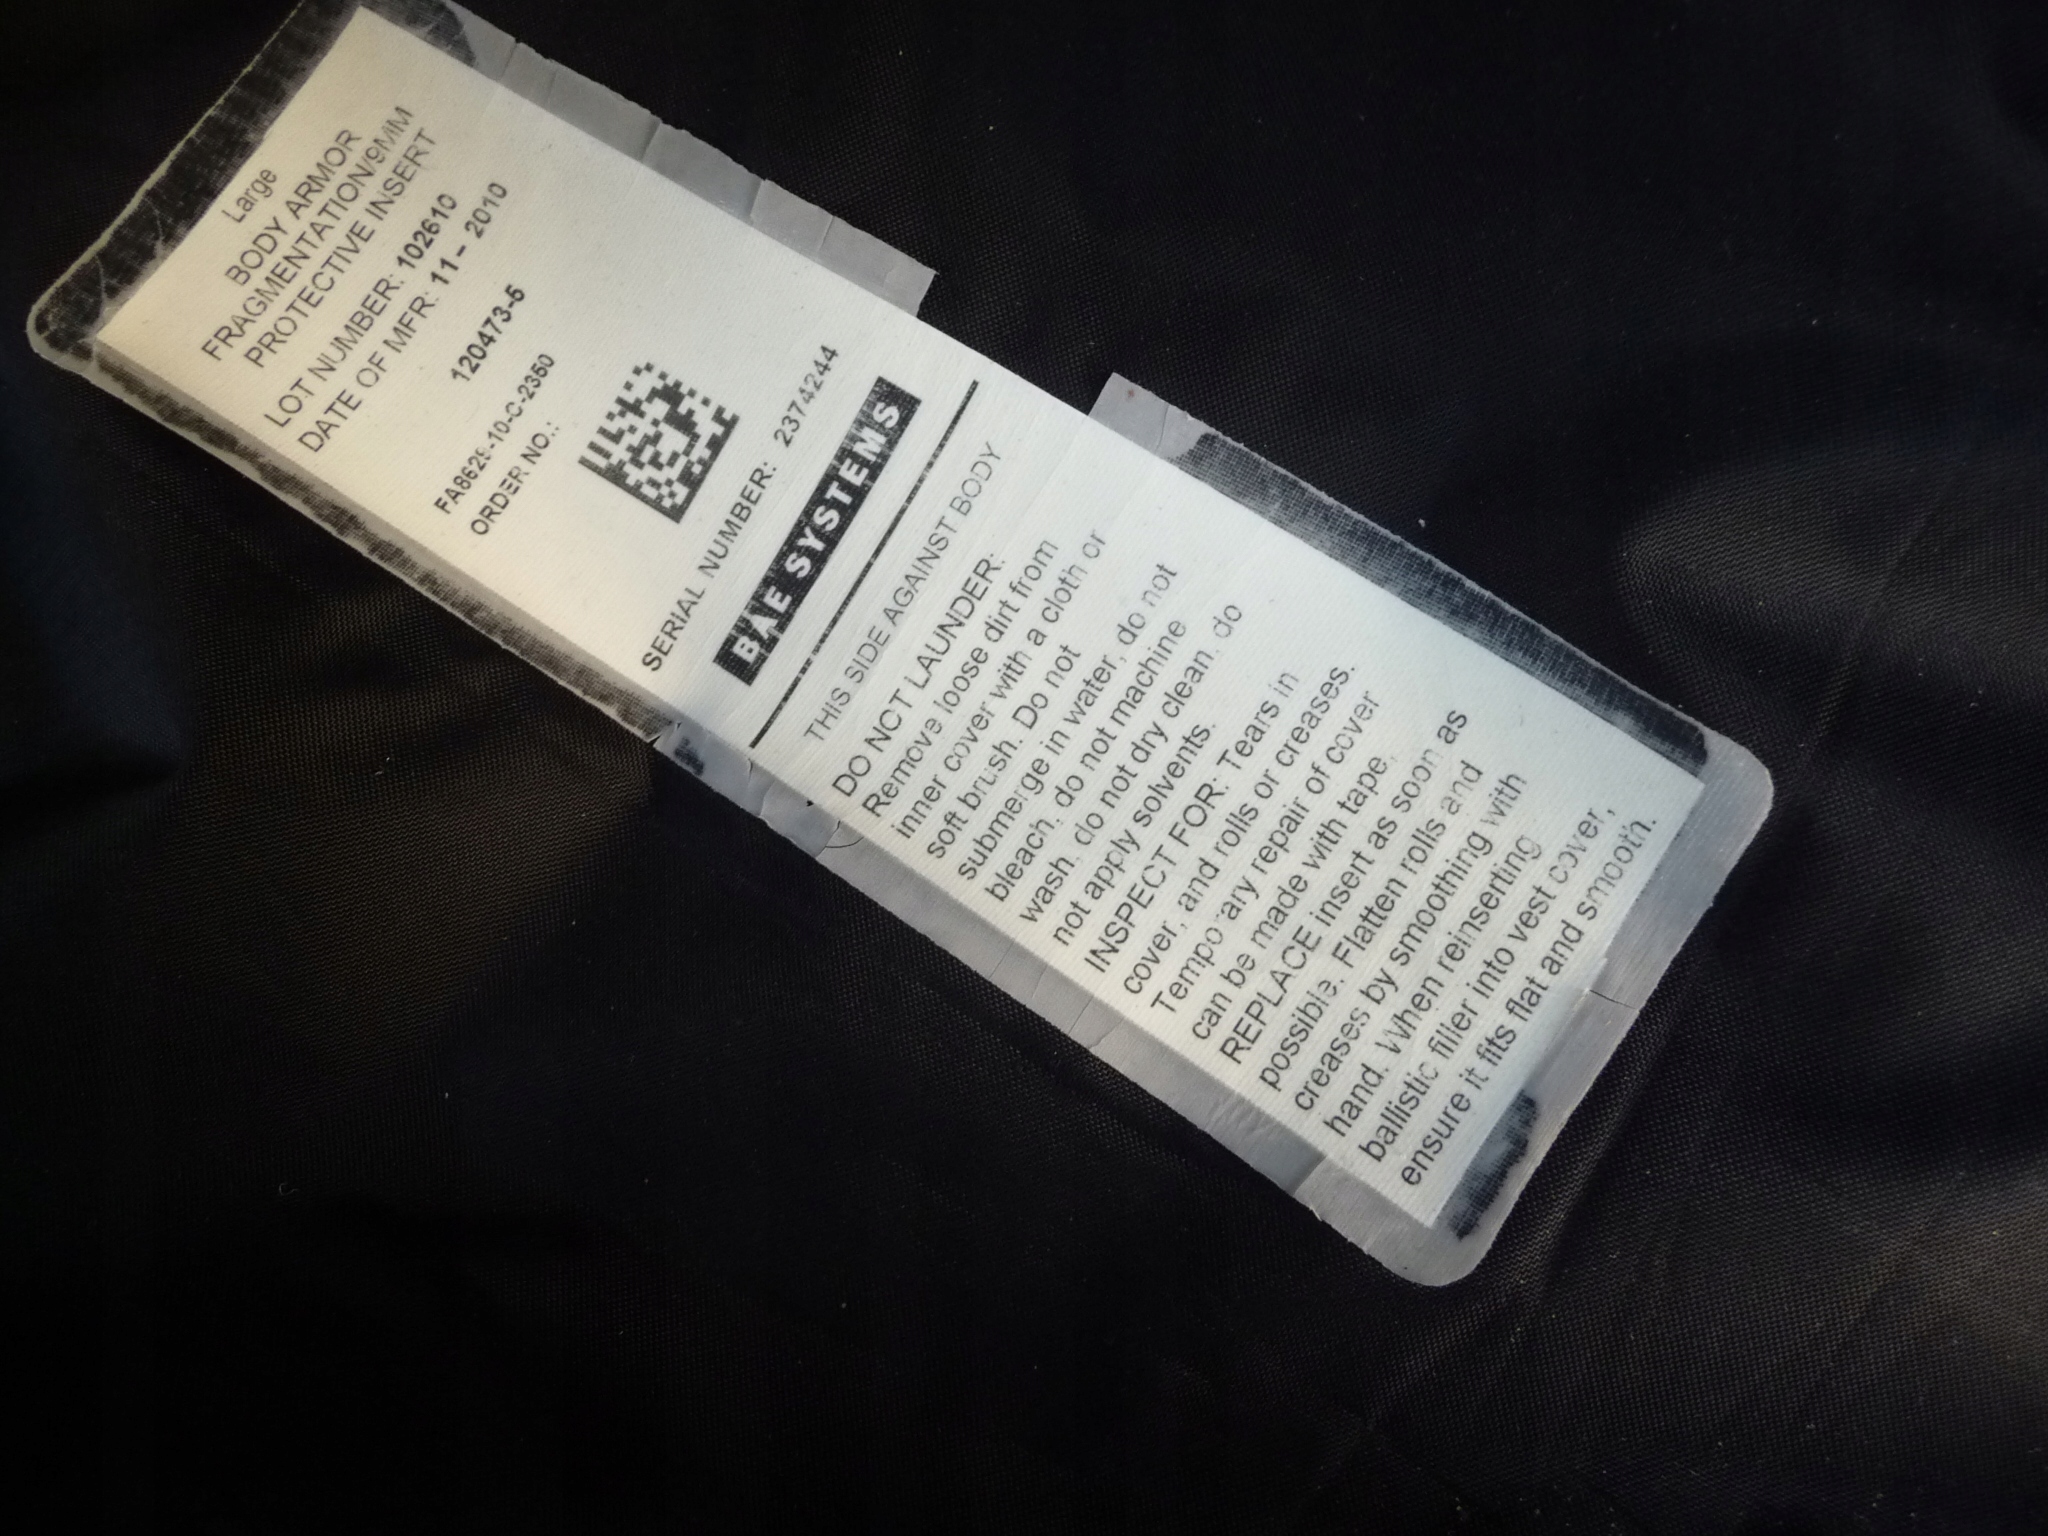 Large
BODY ARMOR
FRAGMENTATION/9MM
PROTECTIVE INSERT
LOT NUMBER: 102610
DATE OF MFR: 11- 2010
120473-5
FA8629-10-C-2350
ORDER NO.:
SERIAL NUMBER: 2374244
BAE SYSTEMS
THIS SIDE AGAINST BODY
DO NOT LAUNDER:
Remove loose dirt from
inner cover with a cloth or
soft brush. Do not
submerge in water, do not
bleach, do not machine
wash, do not dry clean, do
not apply solvents.
INSPECT FOR: Tears in
cover, and rolls or creases.
Temporary repair of cover
can be made with tape,
REPLACE insert as soon as
possible. Flatten rolls and
creases by smoothing with
hand. When reinserting
ballistic filler into vest cover,
ensure it fits flat and smooth.